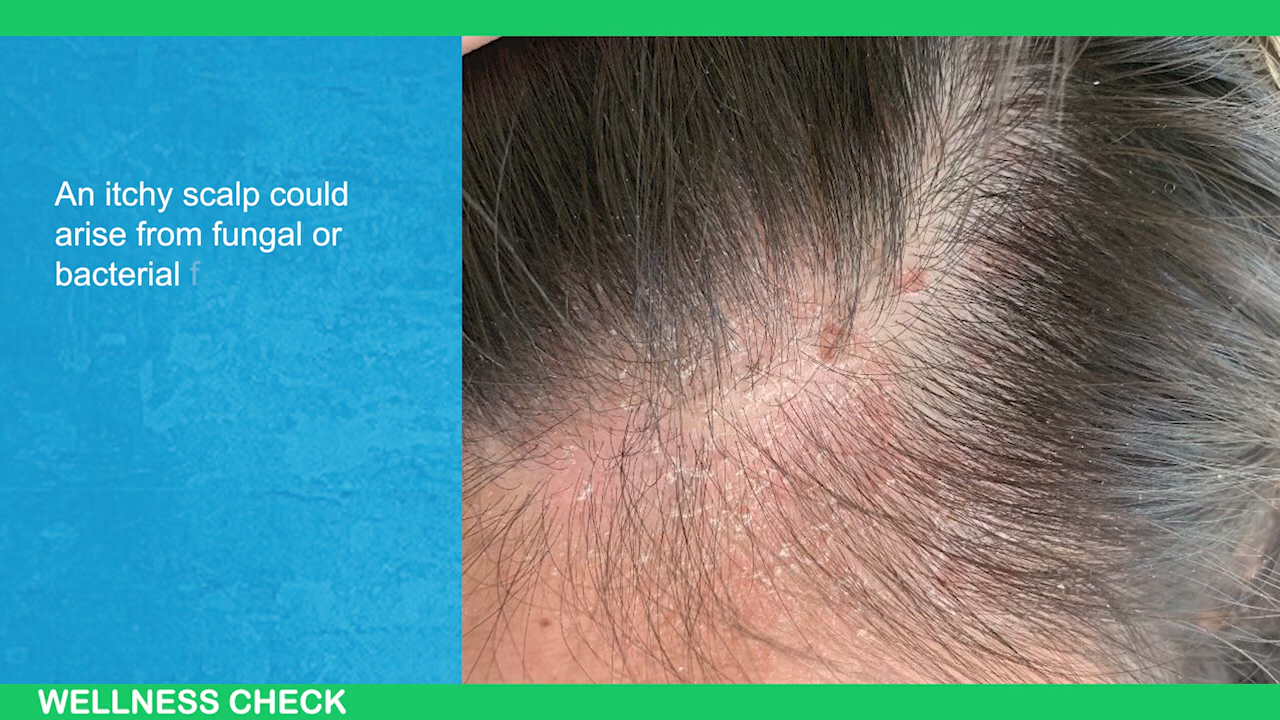 An itchy scalp could
arise from fungal or
bacterial f
WELLNESS CHECK